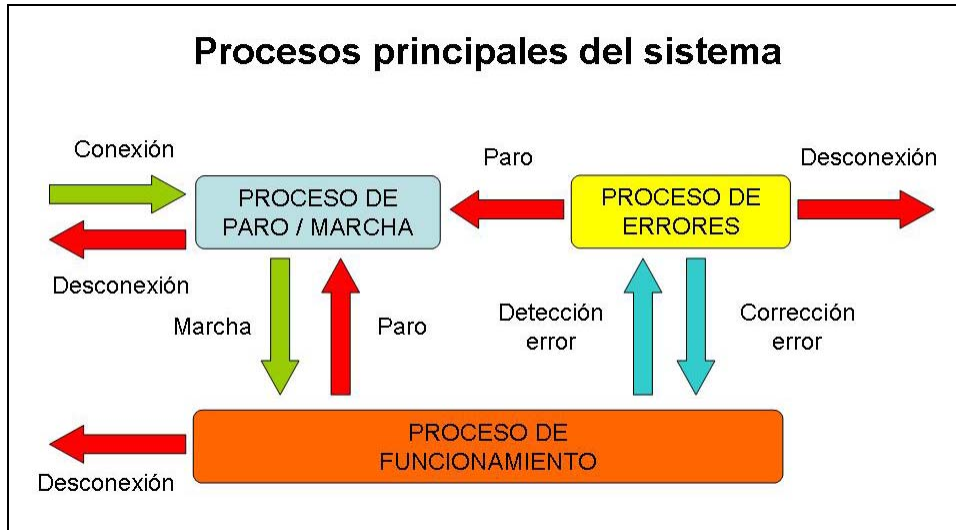 Procesos principales del sistema
Conexión
Paro
Desconexión
PROCESO DE
PARO / MARCHA
PROCESO DE
ERRORES
Desconexión
Marcha
Paro
Detección
error
Corrección
error
PROCESO DE
FUNCIONAMIENTO
Desconexión